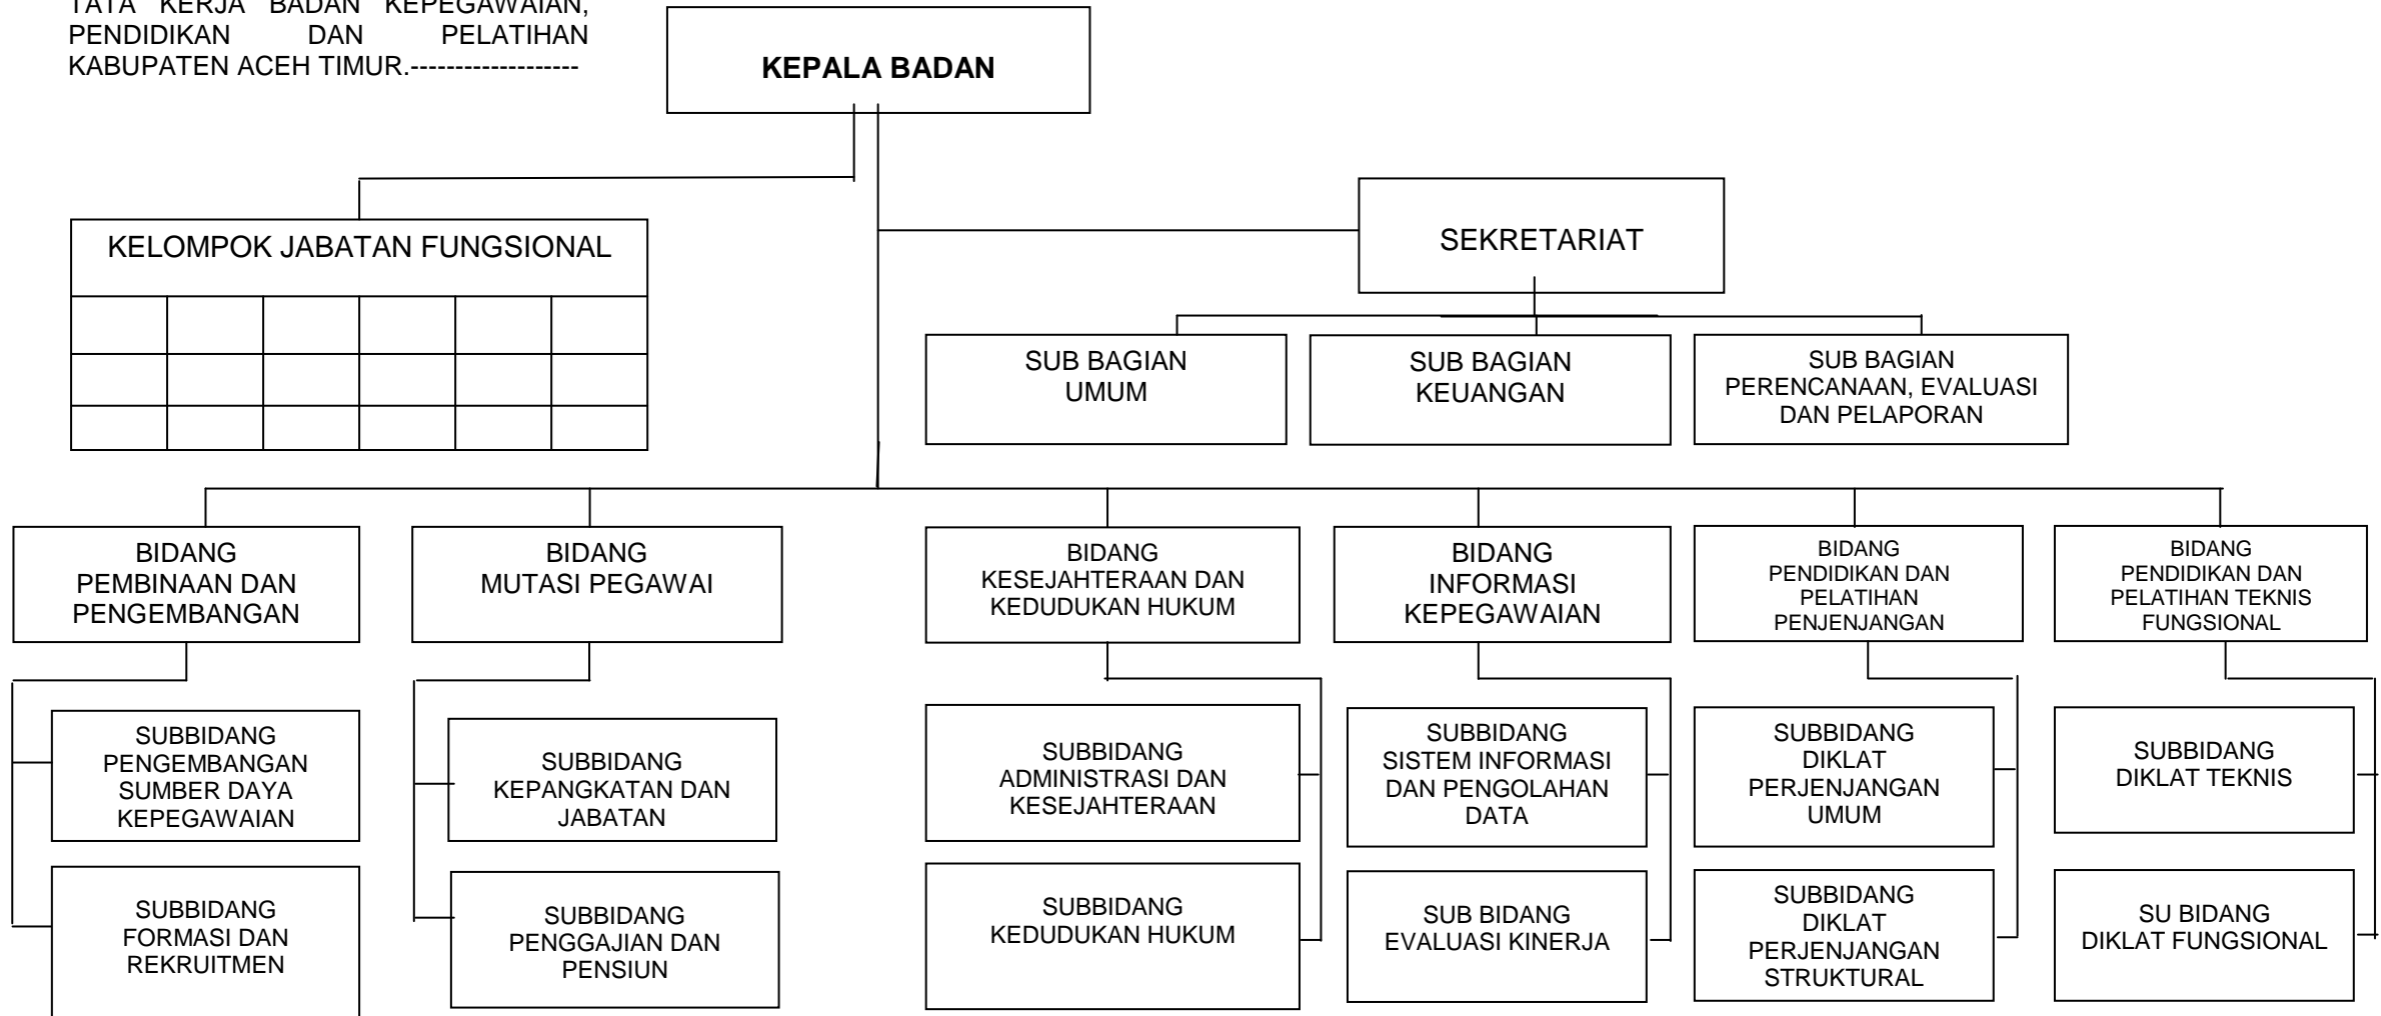 TATA KERJA BADAN KEPEGAWAIAN,
PENDIDIKAN DAN PELATIHAN
KABUPATEN ACEH TIMUR.-------------------
KEPALA BADAN
KELOMPOK JABATAN FUNGSIONAL
SEKRETARIAT
SUB BAGIAN
UMUM
SUB BAGIAN
KEUANGAN
SUB BAGIAN
PERENCANAAN, EVALUASI
DAN PELAPORAN
BIDANG
PEMBINAAN DAN
PENGEMBANGAN
BIDANG
MUTASI PEGAWAI
BIDANG
KESEJAHTERAAN DAN
KEDUDUKAN HUKUM
BIDANG
INFORMASI
KEPEGAWAIAN
BIDANG
PENDIDIKAN DAN
PELATIHAN
PENJENJANGAN
BIDANG
PENDIDIKAN DAN
PELATIHAN TEKNIS
FUNGSIONAL
SUBBIDANG
PENGEMBANGAN
SUMBER DAYA
KEPEGAWAIAN
SUBBIDANG
KEPANGKATAN DAN
JABATAN
SUBBIDANG
ADMINISTRASI DAN
KESEJAHTERAAN
SUBBIDANG
SISTEM INFORMASI
DAN PENGOLAHAN
DATA
SUBBIDANG
DIKLAT
PERJENJANGAN
UMUM
SUBBIDANG
DIKLAT TEKNIS
SUBBIDANG
FORMASI DAN
REKRUITMEN
SUBBIDANG
PENGGAJIAN DAN
PENSIUN
SUBBIDANG
KEDUDUKAN HUKUM
SUB BIDANG
EVALUASI KINERJA
SUBBIDANG
DIKLAT
PERJENJANGAN
STRUKTURAL
SU BIDANG
DIKLAT FUNGSIONAL